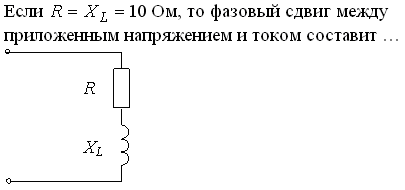 Если R = X_L = 10 Ом, то фазовый сдвиг между
приложенным напряжением и током составит ...
R
X_L